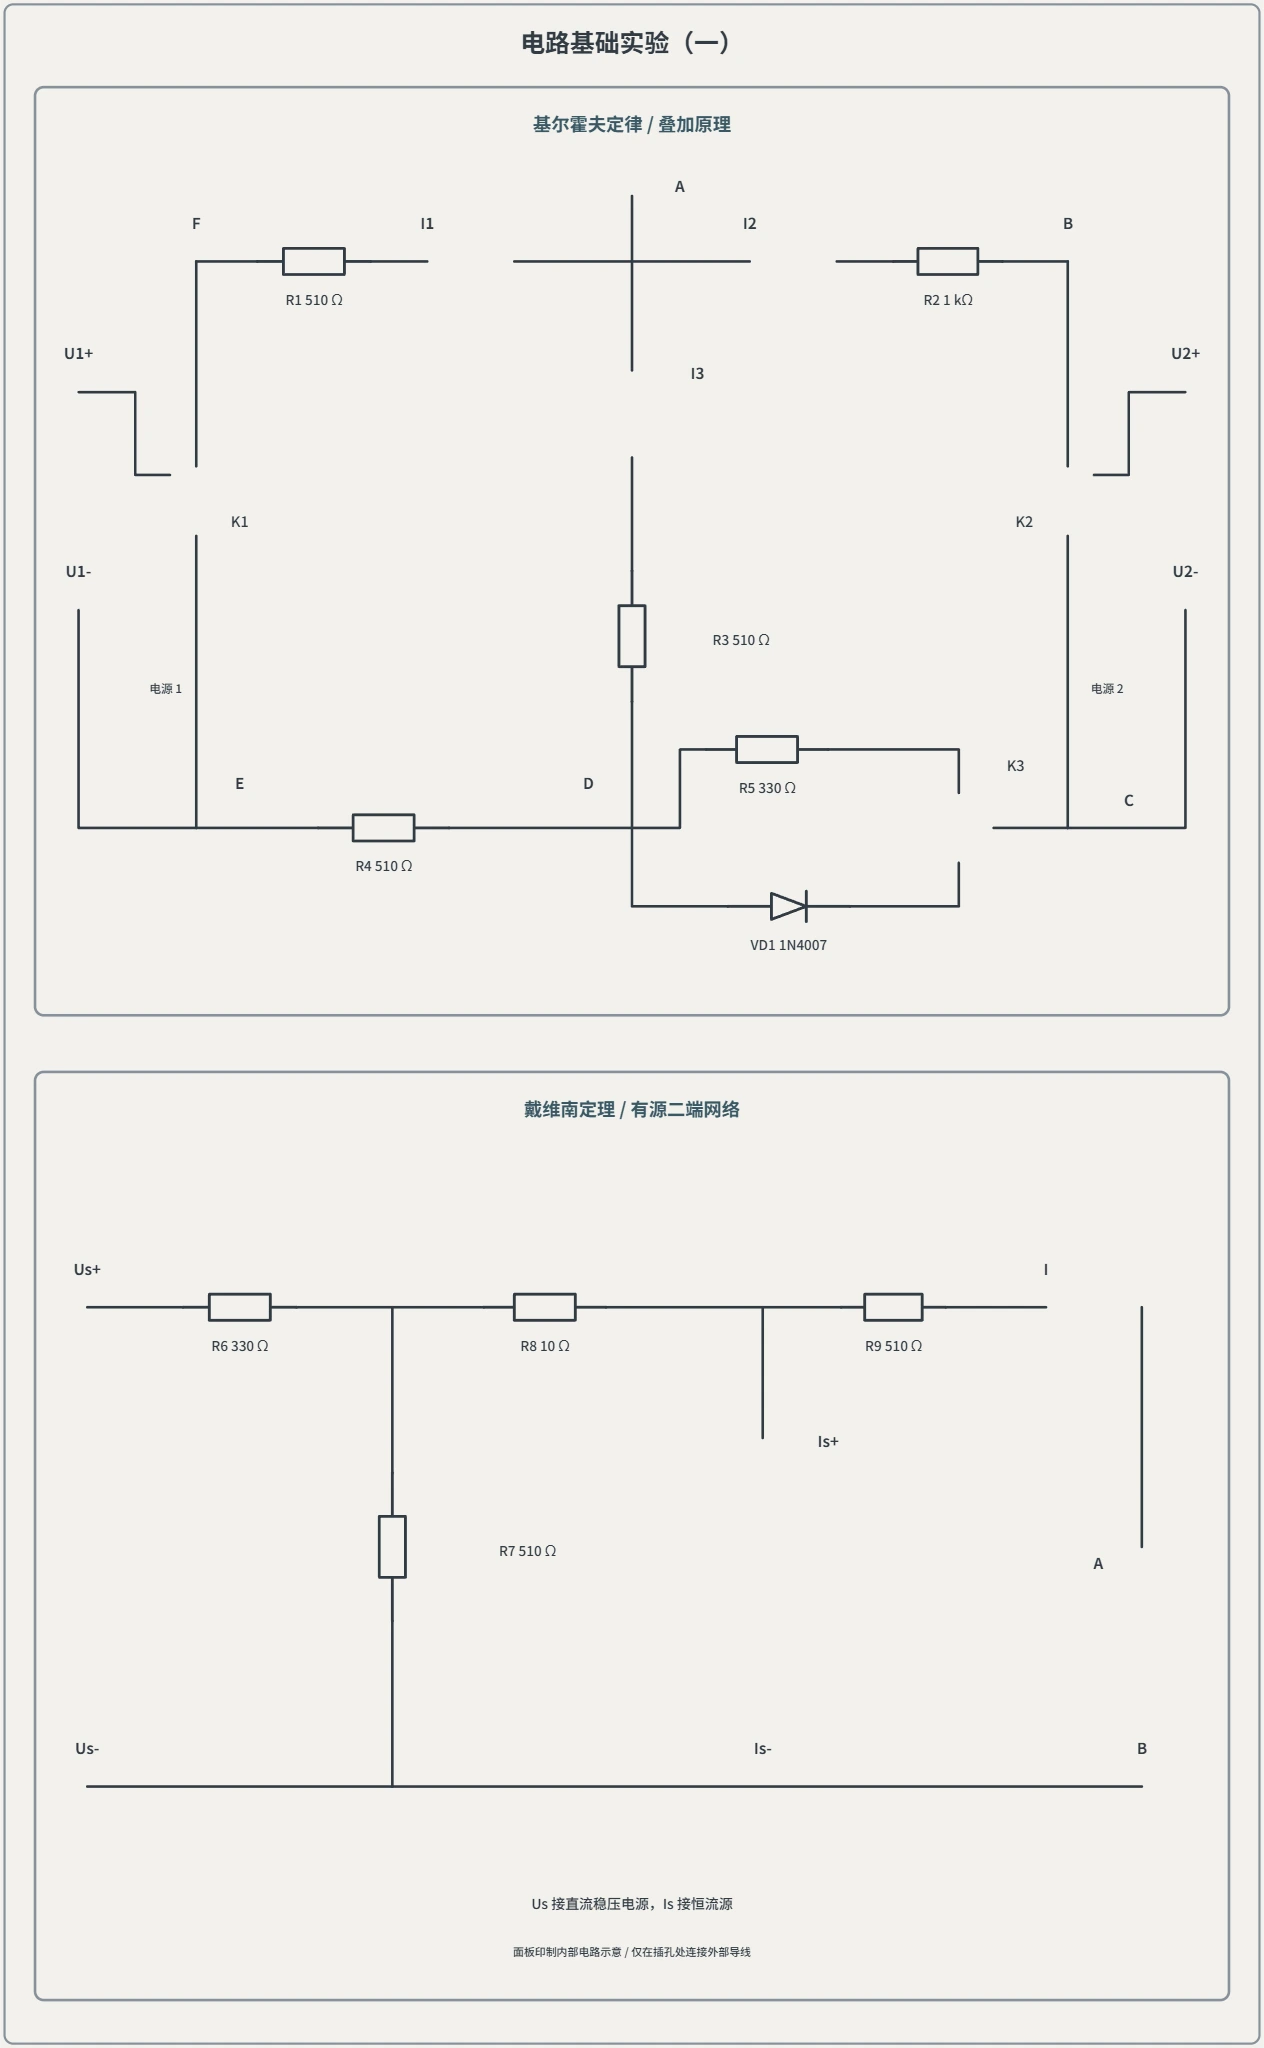 电路基础实验（一）
基尔霍夫定律 / 叠加原理
A
F
I1
I2
B
R1 510 Ω
R2 1 kΩ
U1+
U2+
I3
K1
K2
U1-
U2-
R3 510 Ω
电源 1
电源 2
K3
E
D
R5 330 Ω
C
R4 510 Ω
VD1 1N4007
戴维南定理 / 有源二端网络
Us+
I
R6 330 Ω
R8 10 Ω
R9 510 Ω
Is+
R7 510 Ω
A
Us-
Is-
B
Us 接直流稳压电源，Is 接恒流源
面板印制内部电路示意 / 仅在插孔处连接外部导线